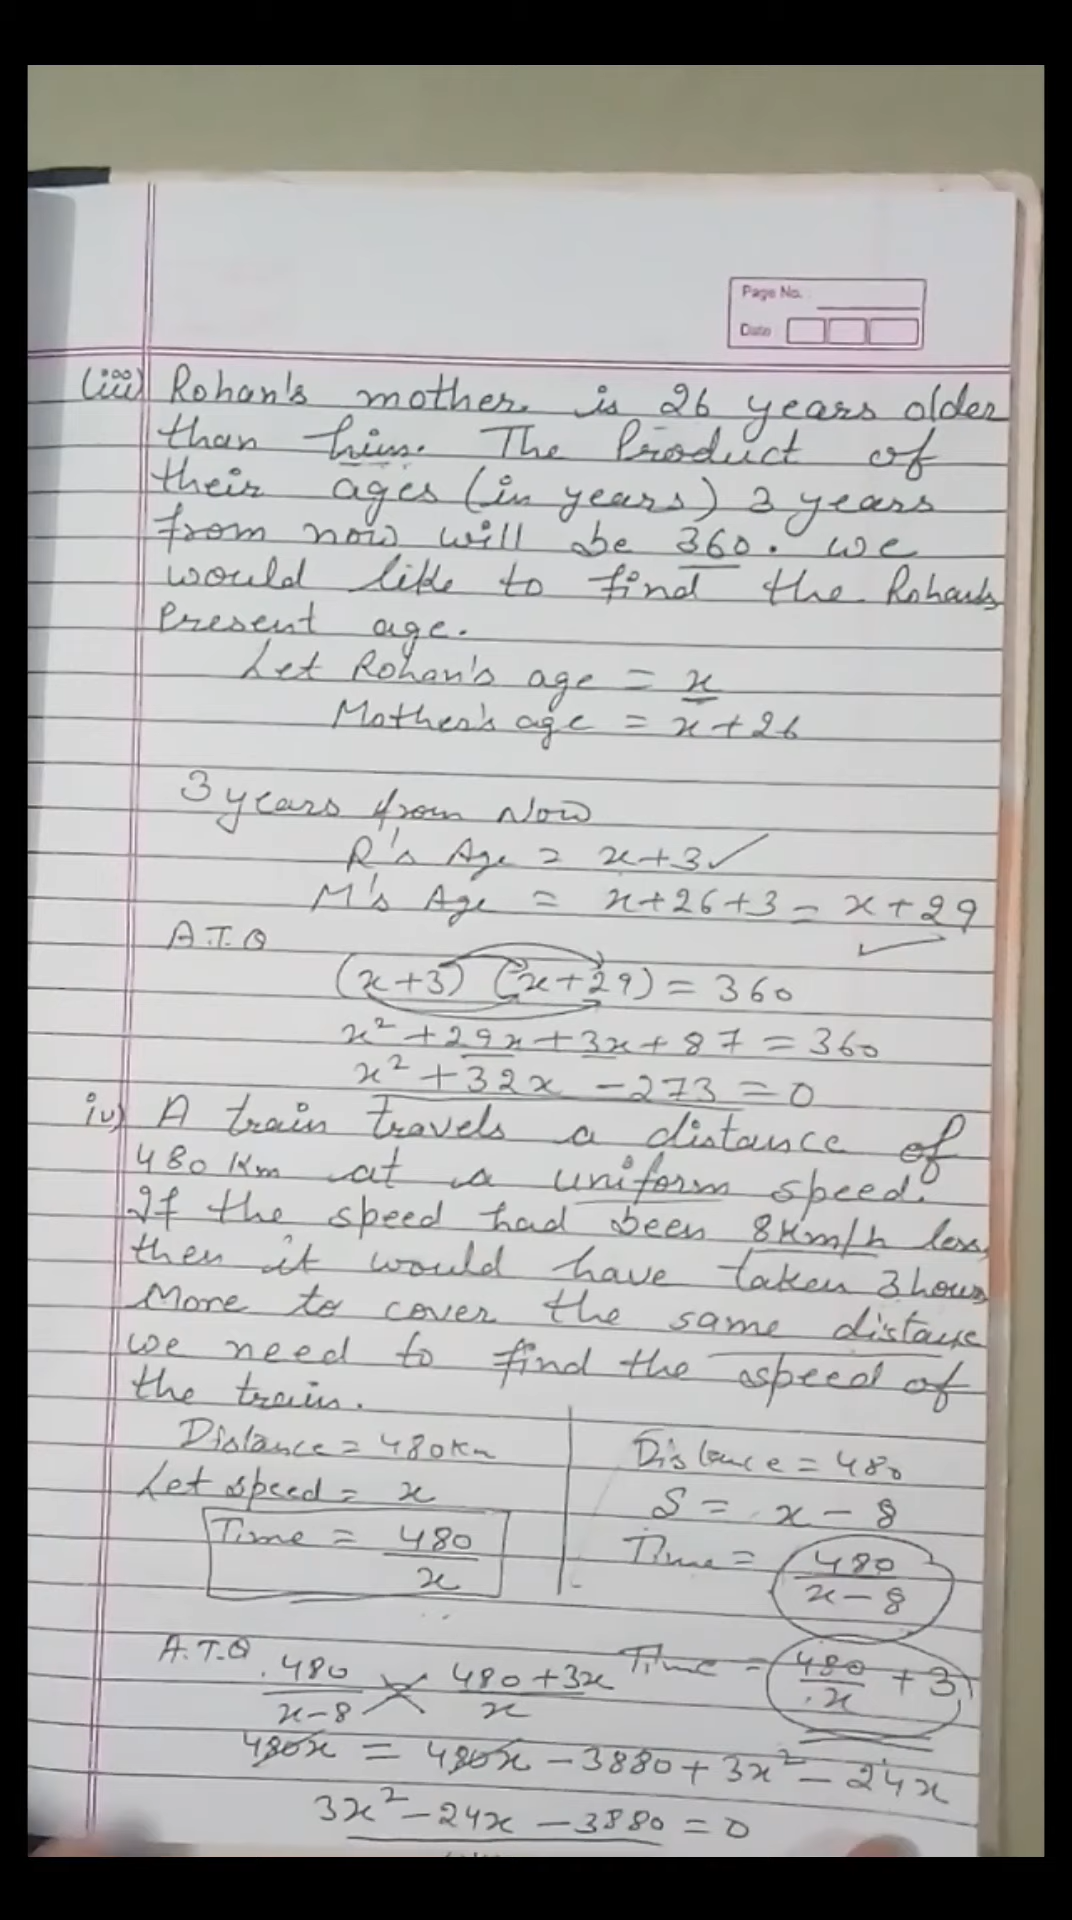 Page No.
Date
(iii) Rohan's mother is 26 years older
than him. The Product of
their ages (in years) 3 years
from now will be 360. we
would like to find the Rohan's
Present age.
Let Rohan's age = x
Mother's age = x+26
3 years from Now
R's Age = x+3 ✓
M's Age = x+26+3 = x+29
A.T.Q
(x+3) (x+29) = 360
x² + 29x + 3x + 87 = 360
x² + 32x - 273 = 0
iv) A train travels a distance of
480 Km at a uniform speed.
If the speed had been 8Km/h less,
then it would have taken 3 hours
More to cover the same distance
we need to find the speed of
the train.
Distance = 480Km
Let speed = x
Time = 480/x
Distance = 480
S = x - 8
Time = 480/x-8
Time = 480/x + 3
A.T.Q 480/x-8 480+3x/x
480x = 480x - 3880 + 3x² - 24x
3x² - 24x - 3880 = 0